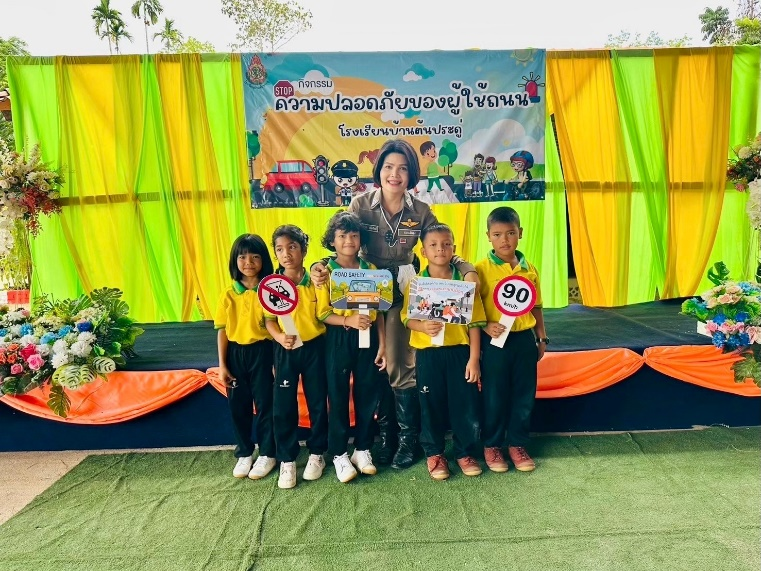 กิจกรรม
STOP
ความปลอดภัยของผู้ใช้ถนน
โรงเรียนบ้านต้นประดู่
ROAD SAFETY
90
km/h